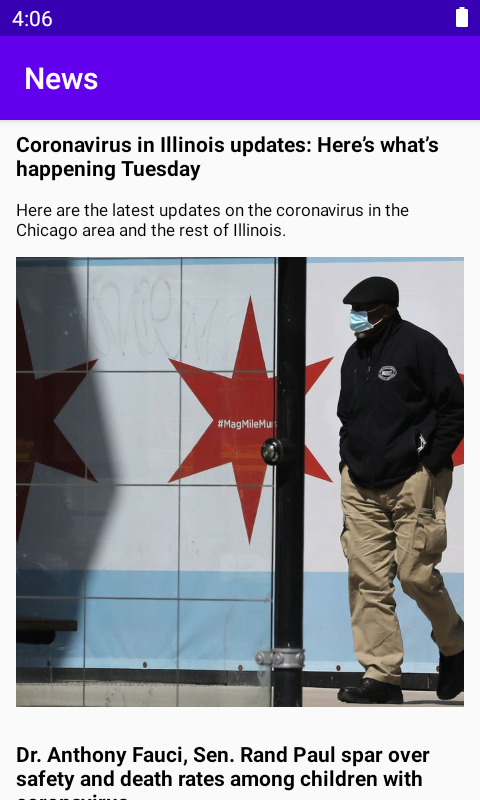 4:06
News
Coronavirus in Illinois updates: Here’s what’s
happening Tuesday
Here are the latest updates on the coronavirus in the
Chicago area and the rest of Illinois.
#MagMileMur
Dr. Anthony Fauci, Sen. Rand Paul spar over
safety and death rates among children with
coronavirus